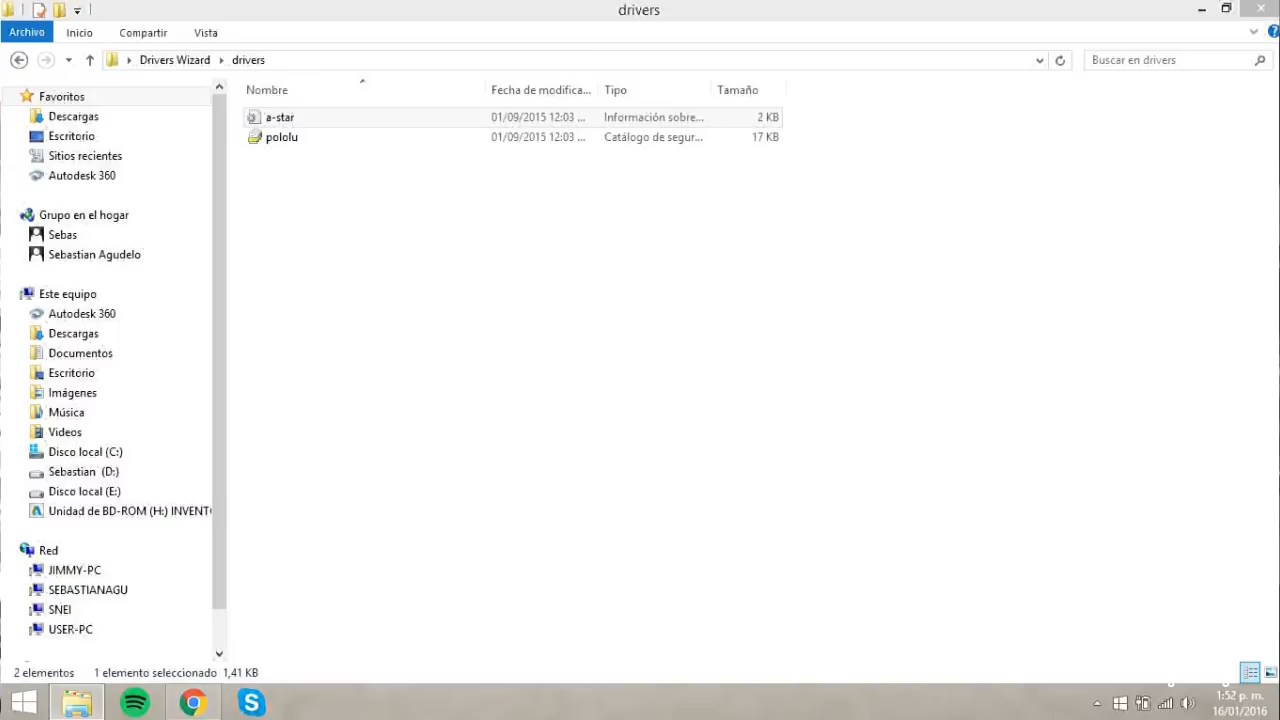 drivers
Archivo Inicio Compartir Vista
Drivers Wizard drivers
Buscar en drivers
Nombre Fecha de modifica... Tipo Tamaño
a-star 01/09/2015 12:03 ... Información sobre... 2 KB
pololu 01/09/2015 12:03 ... Catálogo de segur... 17 KB
Favoritos
Descargas
Escritorio
Sitios recientes
Autodesk 360
Grupo en el hogar
Sebas
Sebastian Agudelo
Este equipo
Autodesk 360
Descargas
Documentos
Escritorio
Imágenes
Música
Videos
Disco local (C:)
Sebastian (D:)
Disco local (E:)
Unidad de BD-ROM (H:) INVENTO
Red
JIMMY-PC
SEBASTIANAGU
SNEI
USER-PC
2 elementos 1 elemento seleccionado 1,41 KB
1:52 p. m.
16/01/2016